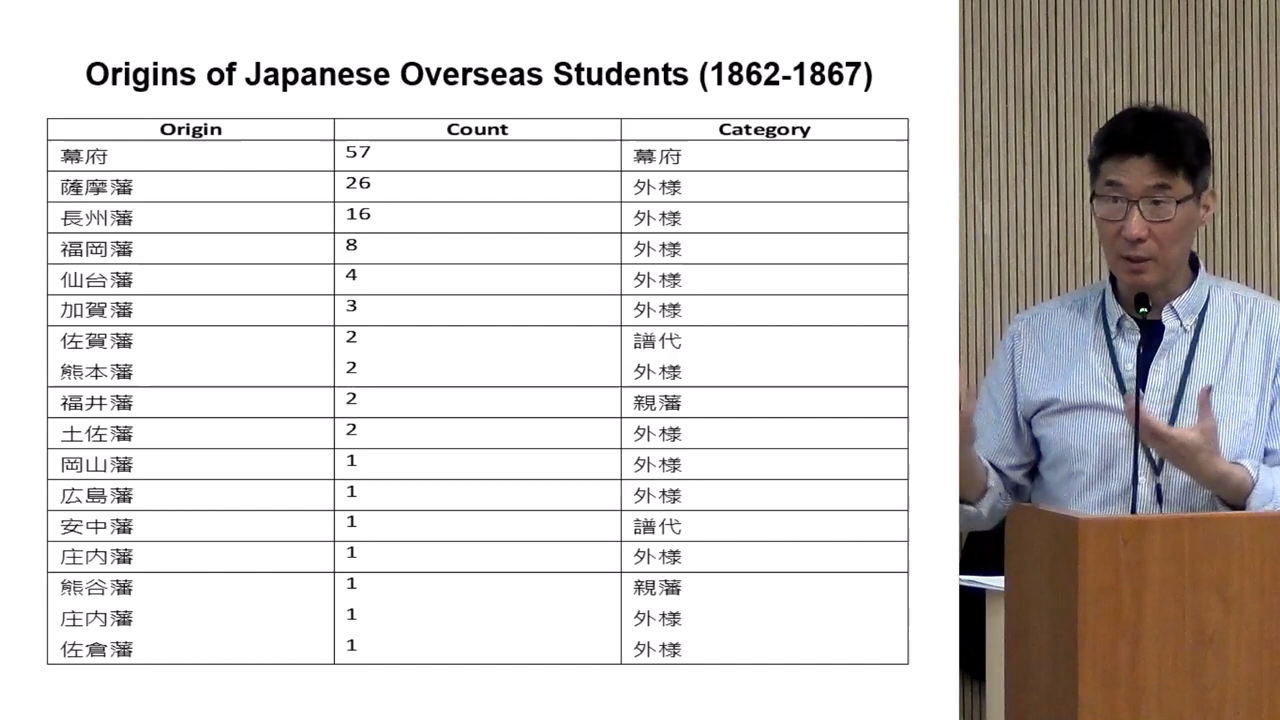 Origins of Japanese Overseas Students (1862-1867)
Origin Count Category
幕府 57 幕府
薩摩藩 26 外様
長州藩 16 外様
福岡藩 8 外様
仙台藩 4 外様
加賀藩 3 外様
佐賀藩 2 譜代
熊本藩 2 外様
福井藩 2 親藩
土佐藩 2 外様
岡山藩 1 外様
広島藩 1 外様
安中藩 1 譜代
庄内藩 1 外様
熊谷藩 1 親藩
庄内藩 1 外様
佐倉藩 1 外様